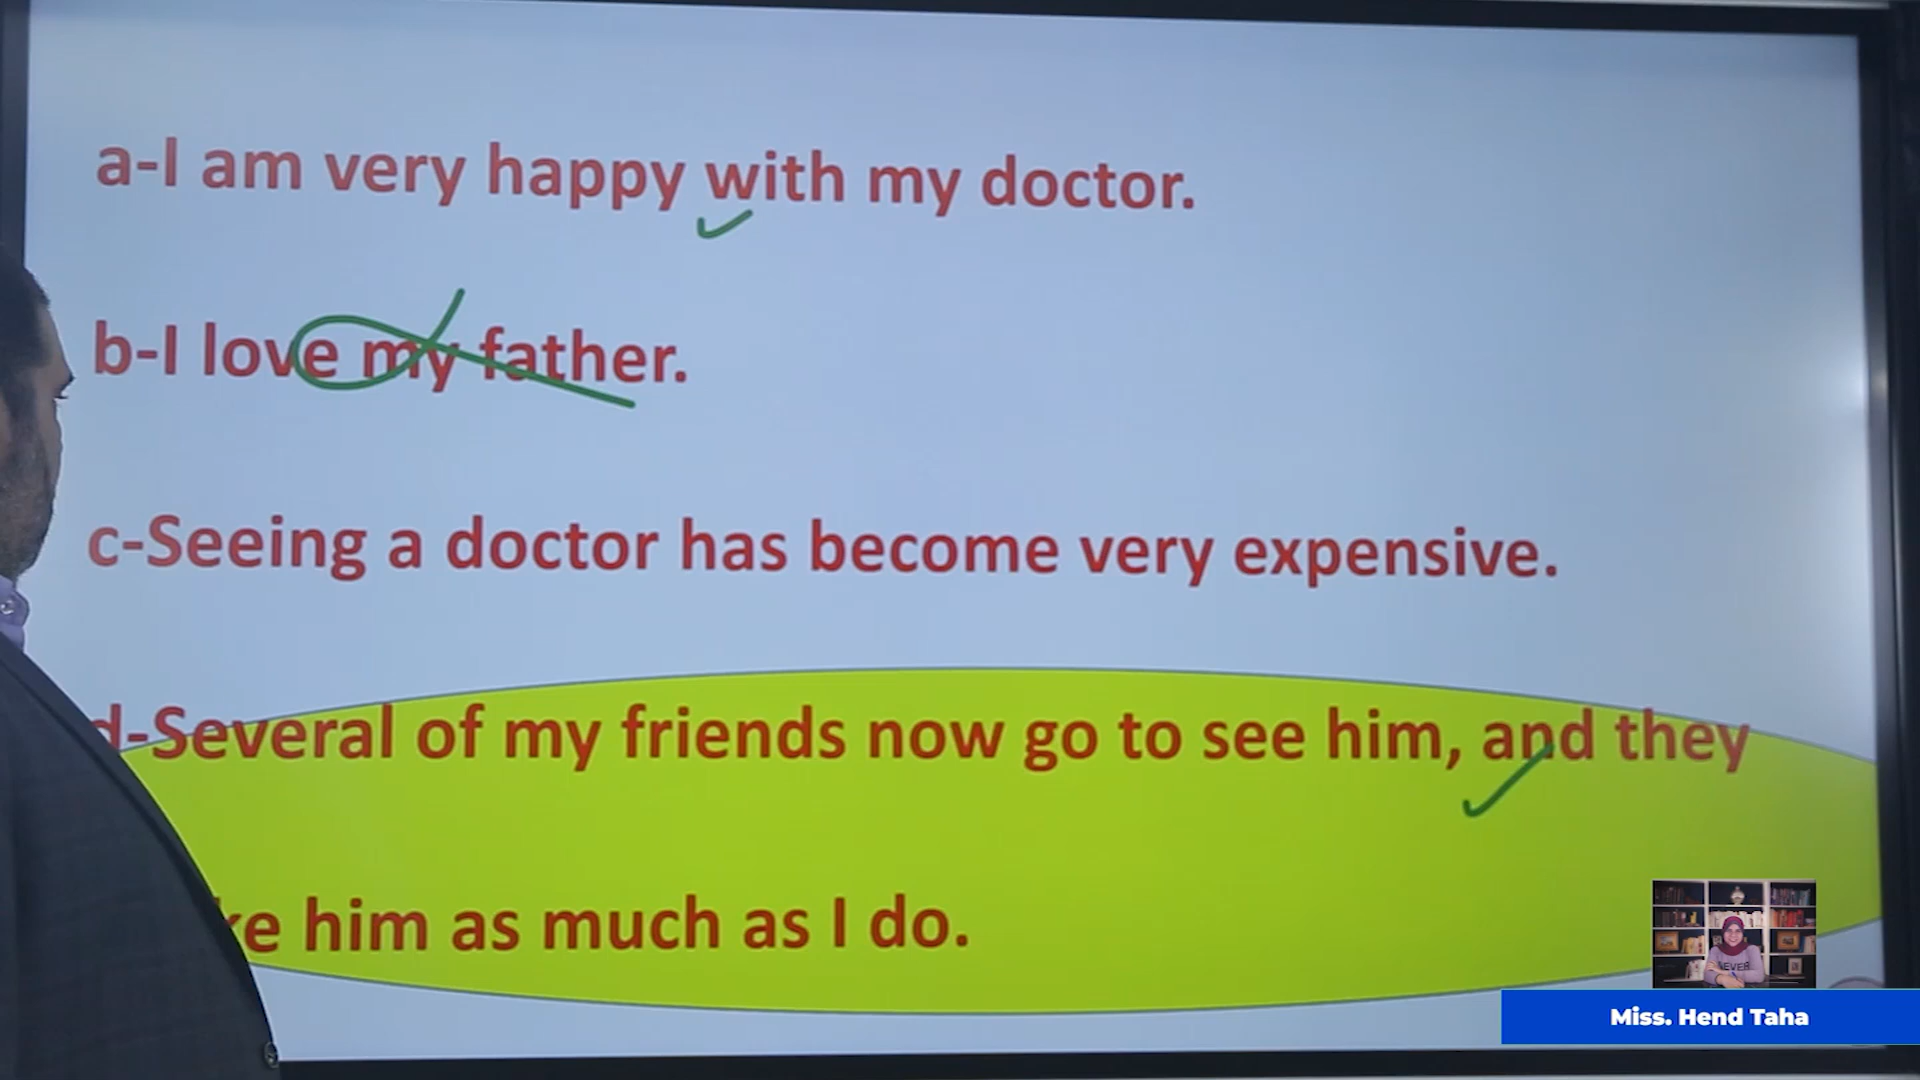 a-I am very happy with my doctor.
b-I love my father.
c-Seeing a doctor has become very expensive.
d-Several of my friends now go to see him, and they
him as much as I do.
NEVER
Miss. Hend Taha